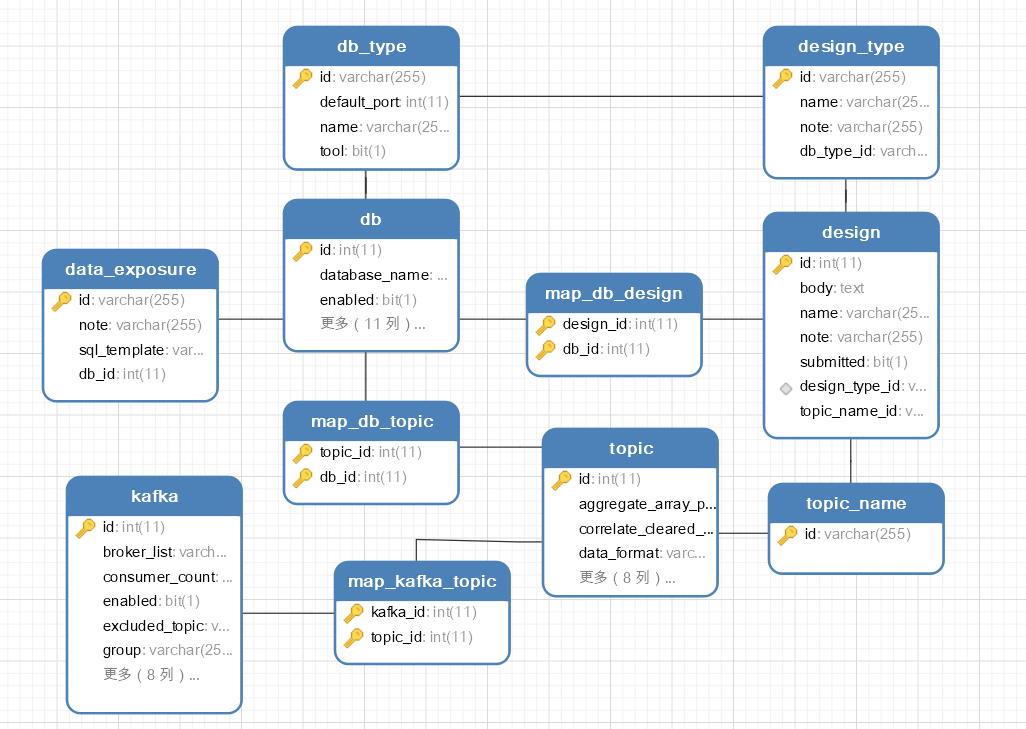 db_type
id: varchar(255)
default_port: int(11)
name: varchar(25...
tool: bit(1)
design_type
id: varchar(255)
name: varchar(25...
note: varchar(255)
db_type_id: varch...
db
id: int(11)
database_name: ...
enabled: bit(1)
更多 ( 11 列 ) ...
design
id: int(11)
body: text
name: varchar(25...
note: varchar(255)
submitted: bit(1)
design_type_id: v...
topic_name_id: v...
data_exposure
id: varchar(255)
note: varchar(255)
sql_template: var...
db_id: int(11)
map_db_design
design_id: int(11)
db_id: int(11)
map_db_topic
topic_id: int(11)
db_id: int(11)
topic
id: int(11)
aggregate_array_p...
correlate_cleared_...
data_format: varc...
更多 ( 8 列 ) ...
topic_name
id: varchar(255)
kafka
id: int(11)
broker_list: varch...
consumer_count: ...
enabled: bit(1)
excluded_topic: v...
group: varchar(25...
更多 ( 8 列 ) ...
map_kafka_topic
kafka_id: int(11)
topic_id: int(11)